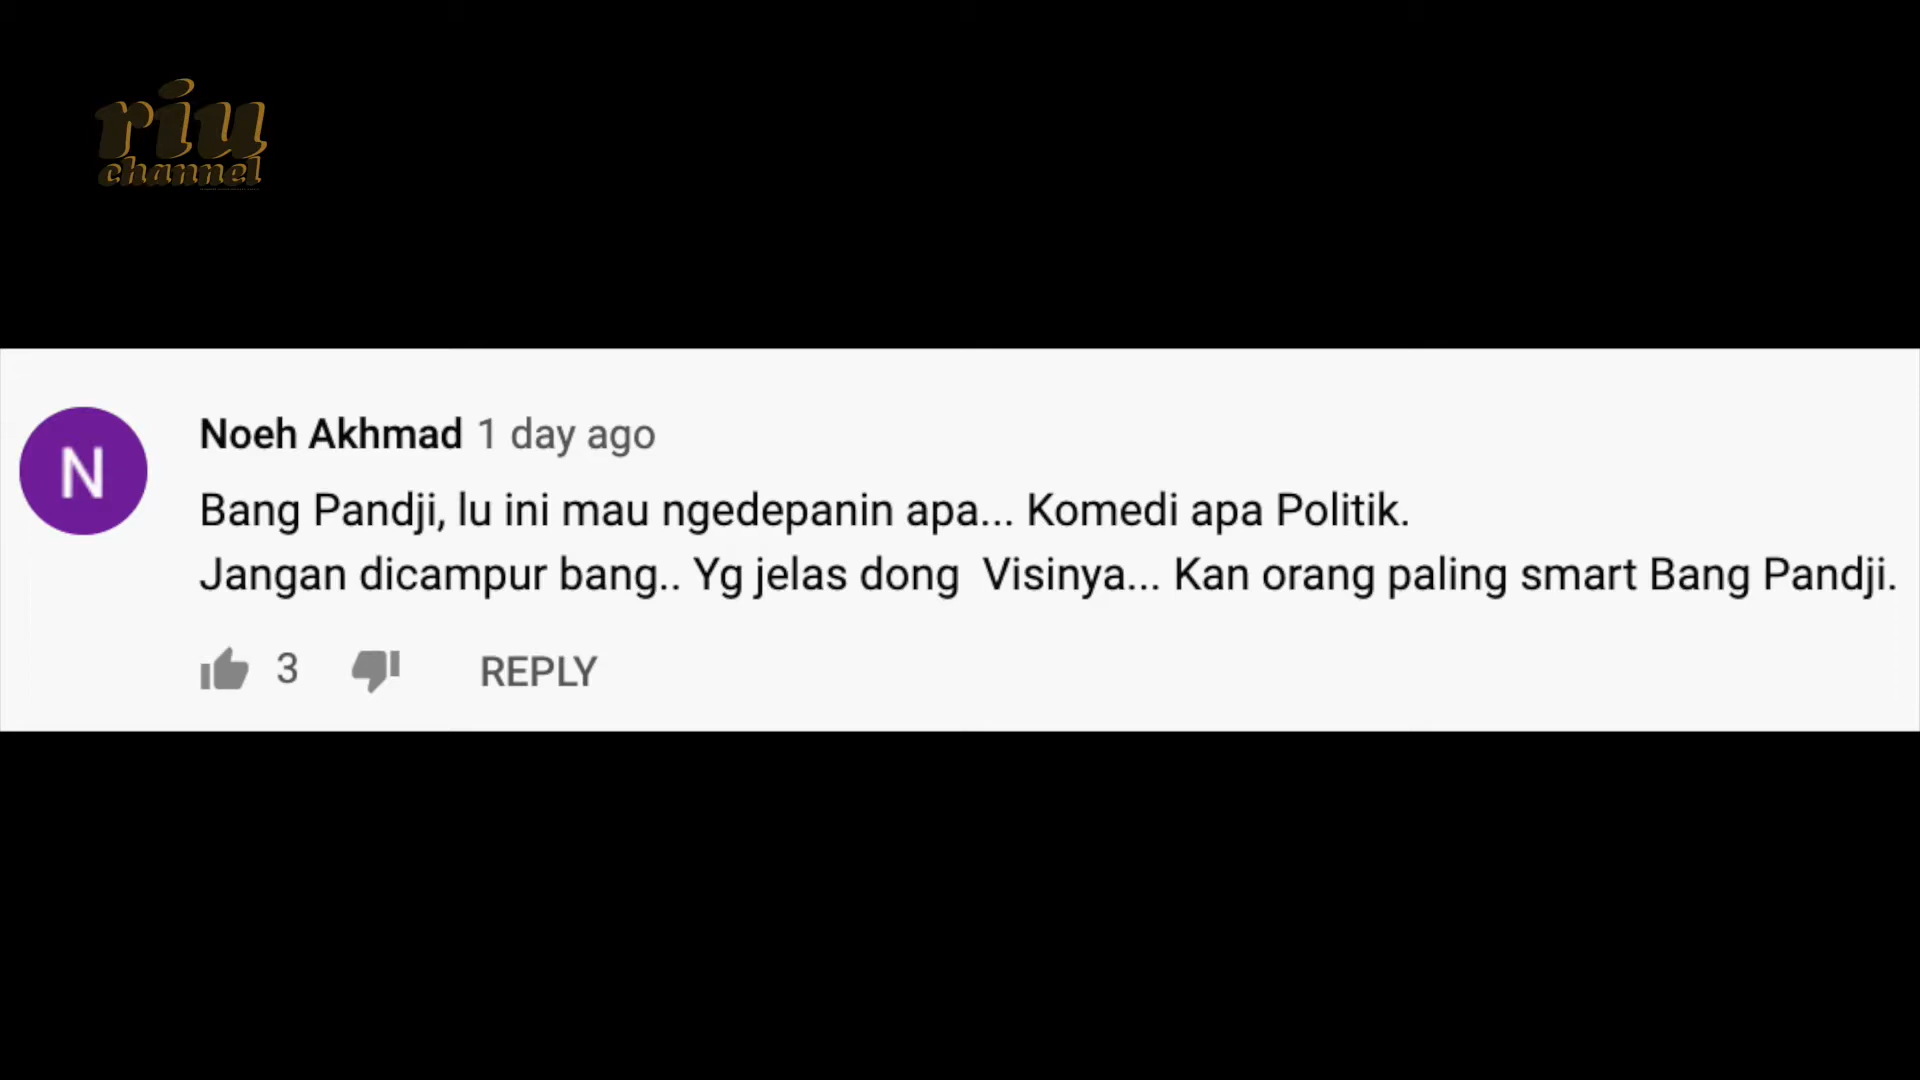 riu
channel
N
Noeh Akhmad 1 day ago
Bang Pandji, lu ini mau ngedepanin apa... Komedi apa Politik.
Jangan dicampur bang.. Yg jelas dong  Visinya... Kan orang paling smart Bang Pandji.
3 REPLY